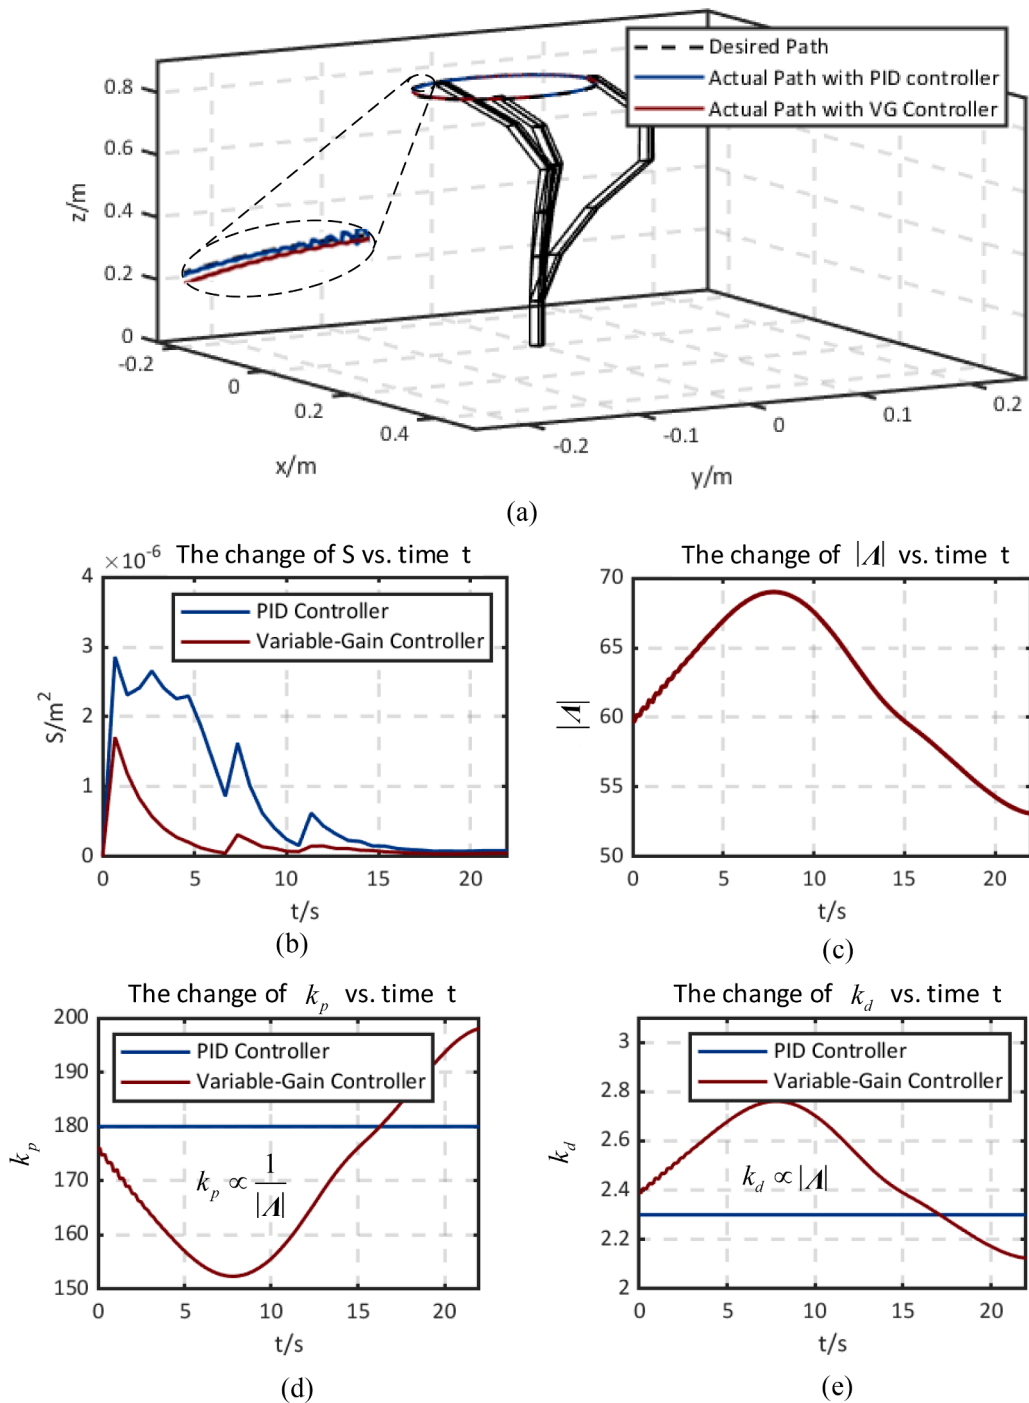 Desired Path
Actual Path with PID controller
Actual Path with VG Controller
0.8
0.6
0.4
0.2
0
z/m
-0.2
0
0.2
0.4
x/m
-0.2
-0.1
0
0.1
0.2
y/m
(a)
The change of S vs. time t
×10⁻⁶
4
3
2
1
0
S/m²
PID Controller
Variable-Gain Controller
0 5 10 15 20
t/s
(b)
The change of |Λ| vs. time t
70
65
60
55
50
|Λ|
0 5 10 15 20
t/s
(c)
The change of k_p vs. time t
200
190
180
170
160
150
k_p
PID Controller
Variable-Gain Controller
k_p ∝ 1/|Λ|
0 5 10 15 20
t/s
(d)
The change of k_d vs. time t
3
2.8
2.6
2.4
2.2
2
k_d
PID Controller
Variable-Gain Controller
k_d ∝ |Λ|
0 5 10 15 20
t/s
(e)